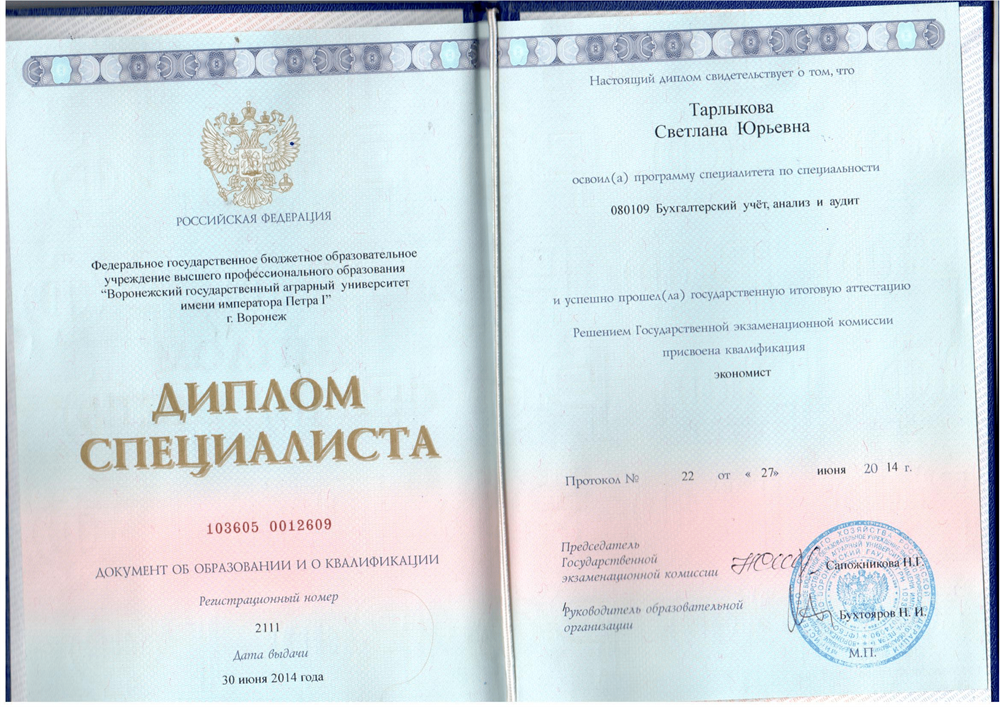 РОССИЙСКАЯ ФЕДЕРАЦИЯ
Федеральное государственное бюджетное образовательное
учреждение высшего профессионального образования
“Воронежский государственный аграрный университет
имени императора Петра I”
г. Воронеж
ДИПЛОМ
СПЕЦИАЛИСТА
103605 0012609
ДОКУМЕНТ ОБ ОБРАЗОВАНИИ И О КВАЛИФИКАЦИИ
Регистрационный номер
2111
Дата выдачи
30 июня 2014 года
Настоящий диплом свидетельствует о том, что
Тарлыкова
Светлана Юрьевна
освоил(а) программу специалитета по специальности
080109 Бухгалтерский учёт, анализ и аудит
и успешно прошел(ла) государственную итоговую аттестацию
Решением Государственной экзаменационной комиссии
присвоена квалификация
экономист
Протокол № 22 от « 27» июня 20 14 г.
Председатель
Государственной
экзаменационной комиссии Сапожникова Н.Г.
Руководитель образовательной
организации Бухтояров Н. И.
М.П.